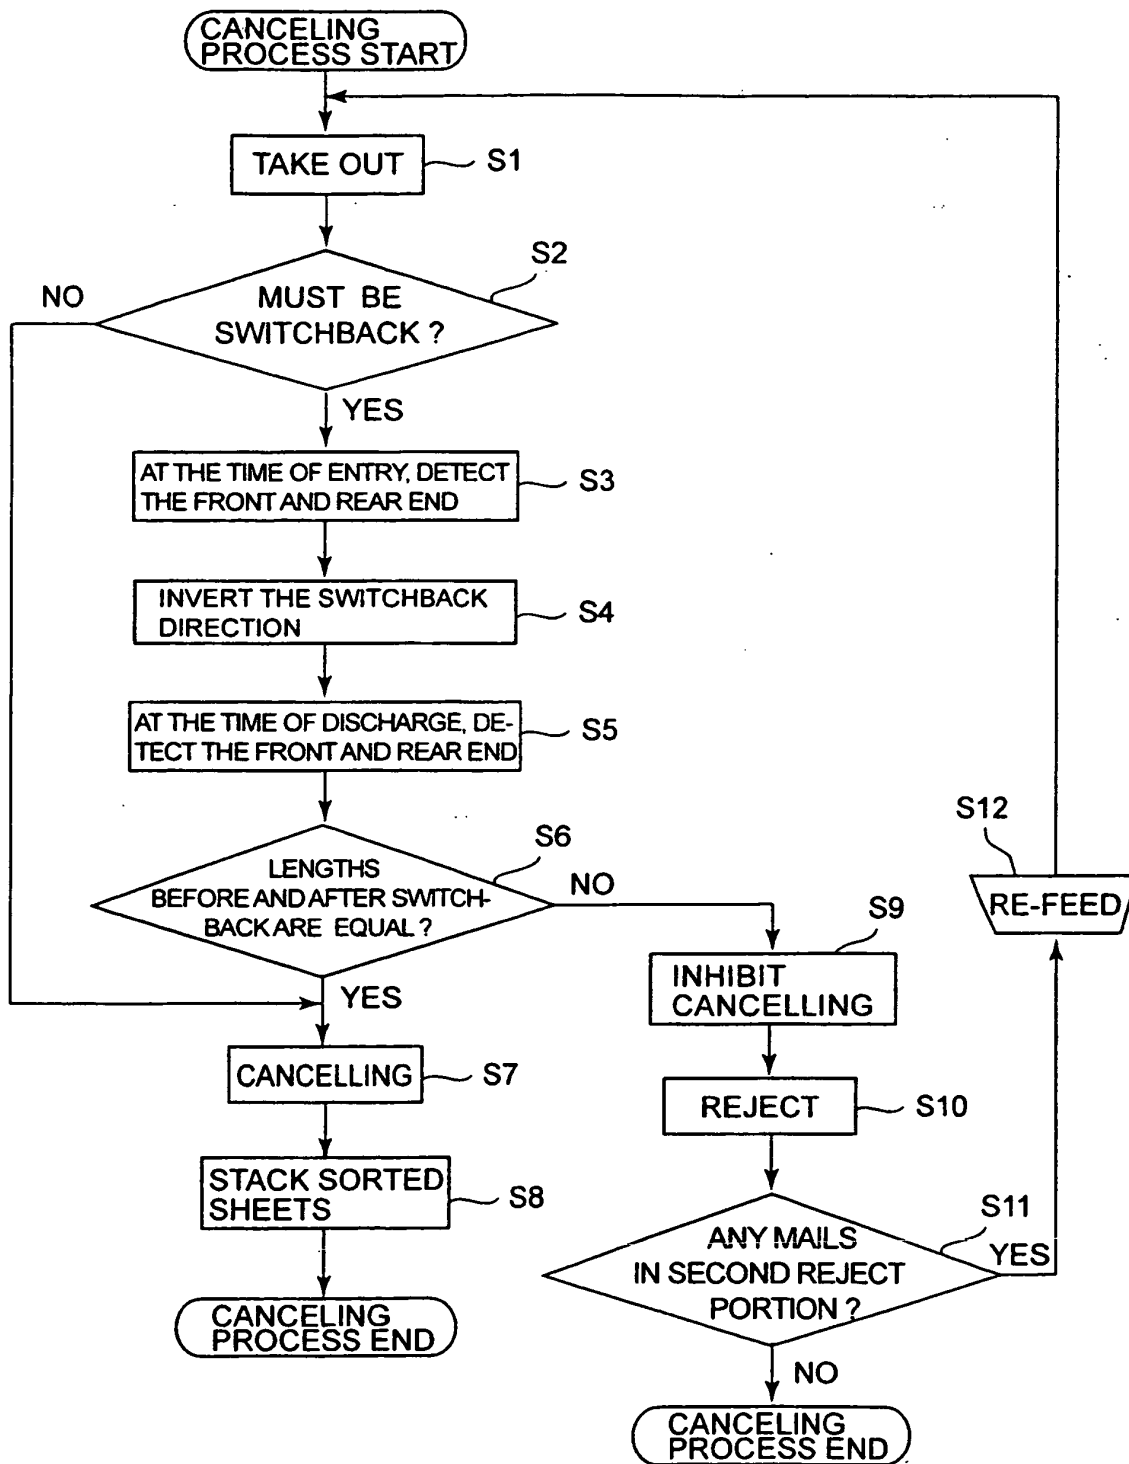 CANCELING
PROCESS START
TAKE OUT
S1
S2
MUST BE
SWITCHBACK ?
NO
YES
AT THE TIME OF ENTRY, DETECT
THE FRONT AND REAR END
S3
INVERT THE SWITCHBACK
DIRECTION
S4
AT THE TIME OF DISCHARGE, DE-
TECT THE FRONT AND REAR END
S5
S6
LENGTHS
BEFORE AND AFTER SWITCH-
BACK ARE EQUAL ?
NO
YES
CANCELLING
S7
STACK SORTED
SHEETS
S8
CANCELING
PROCESS END
S9
INHIBIT
CANCELLING
REJECT
S10
S11
ANY MAILS
IN SECOND REJECT
PORTION ?
YES
NO
CANCELING
PROCESS END
S12
RE-FEED